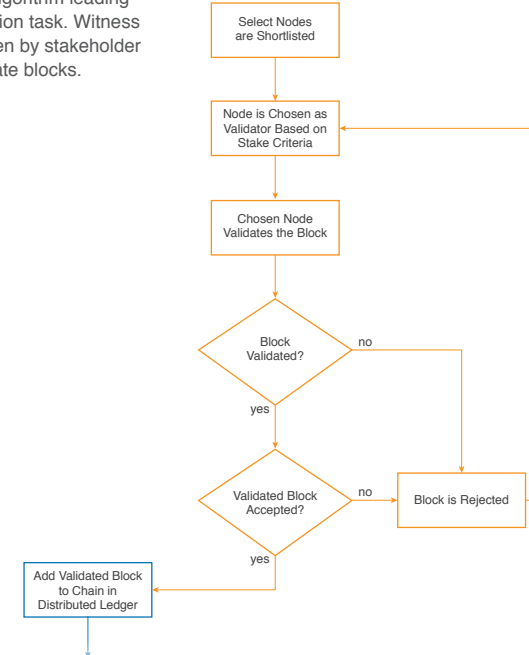 ion task. Witness
en by stakeholder
ate blocks.
Select Nodes
are Shortlisted
Node is Chosen as
Validator Based on
Stake Criteria
Chosen Node
Validates the Block
Block
Validated?
no
yes
Validated Block
Accepted?
no
Block is Rejected
yes
Add Validated Block
to Chain in
Distributed Ledger